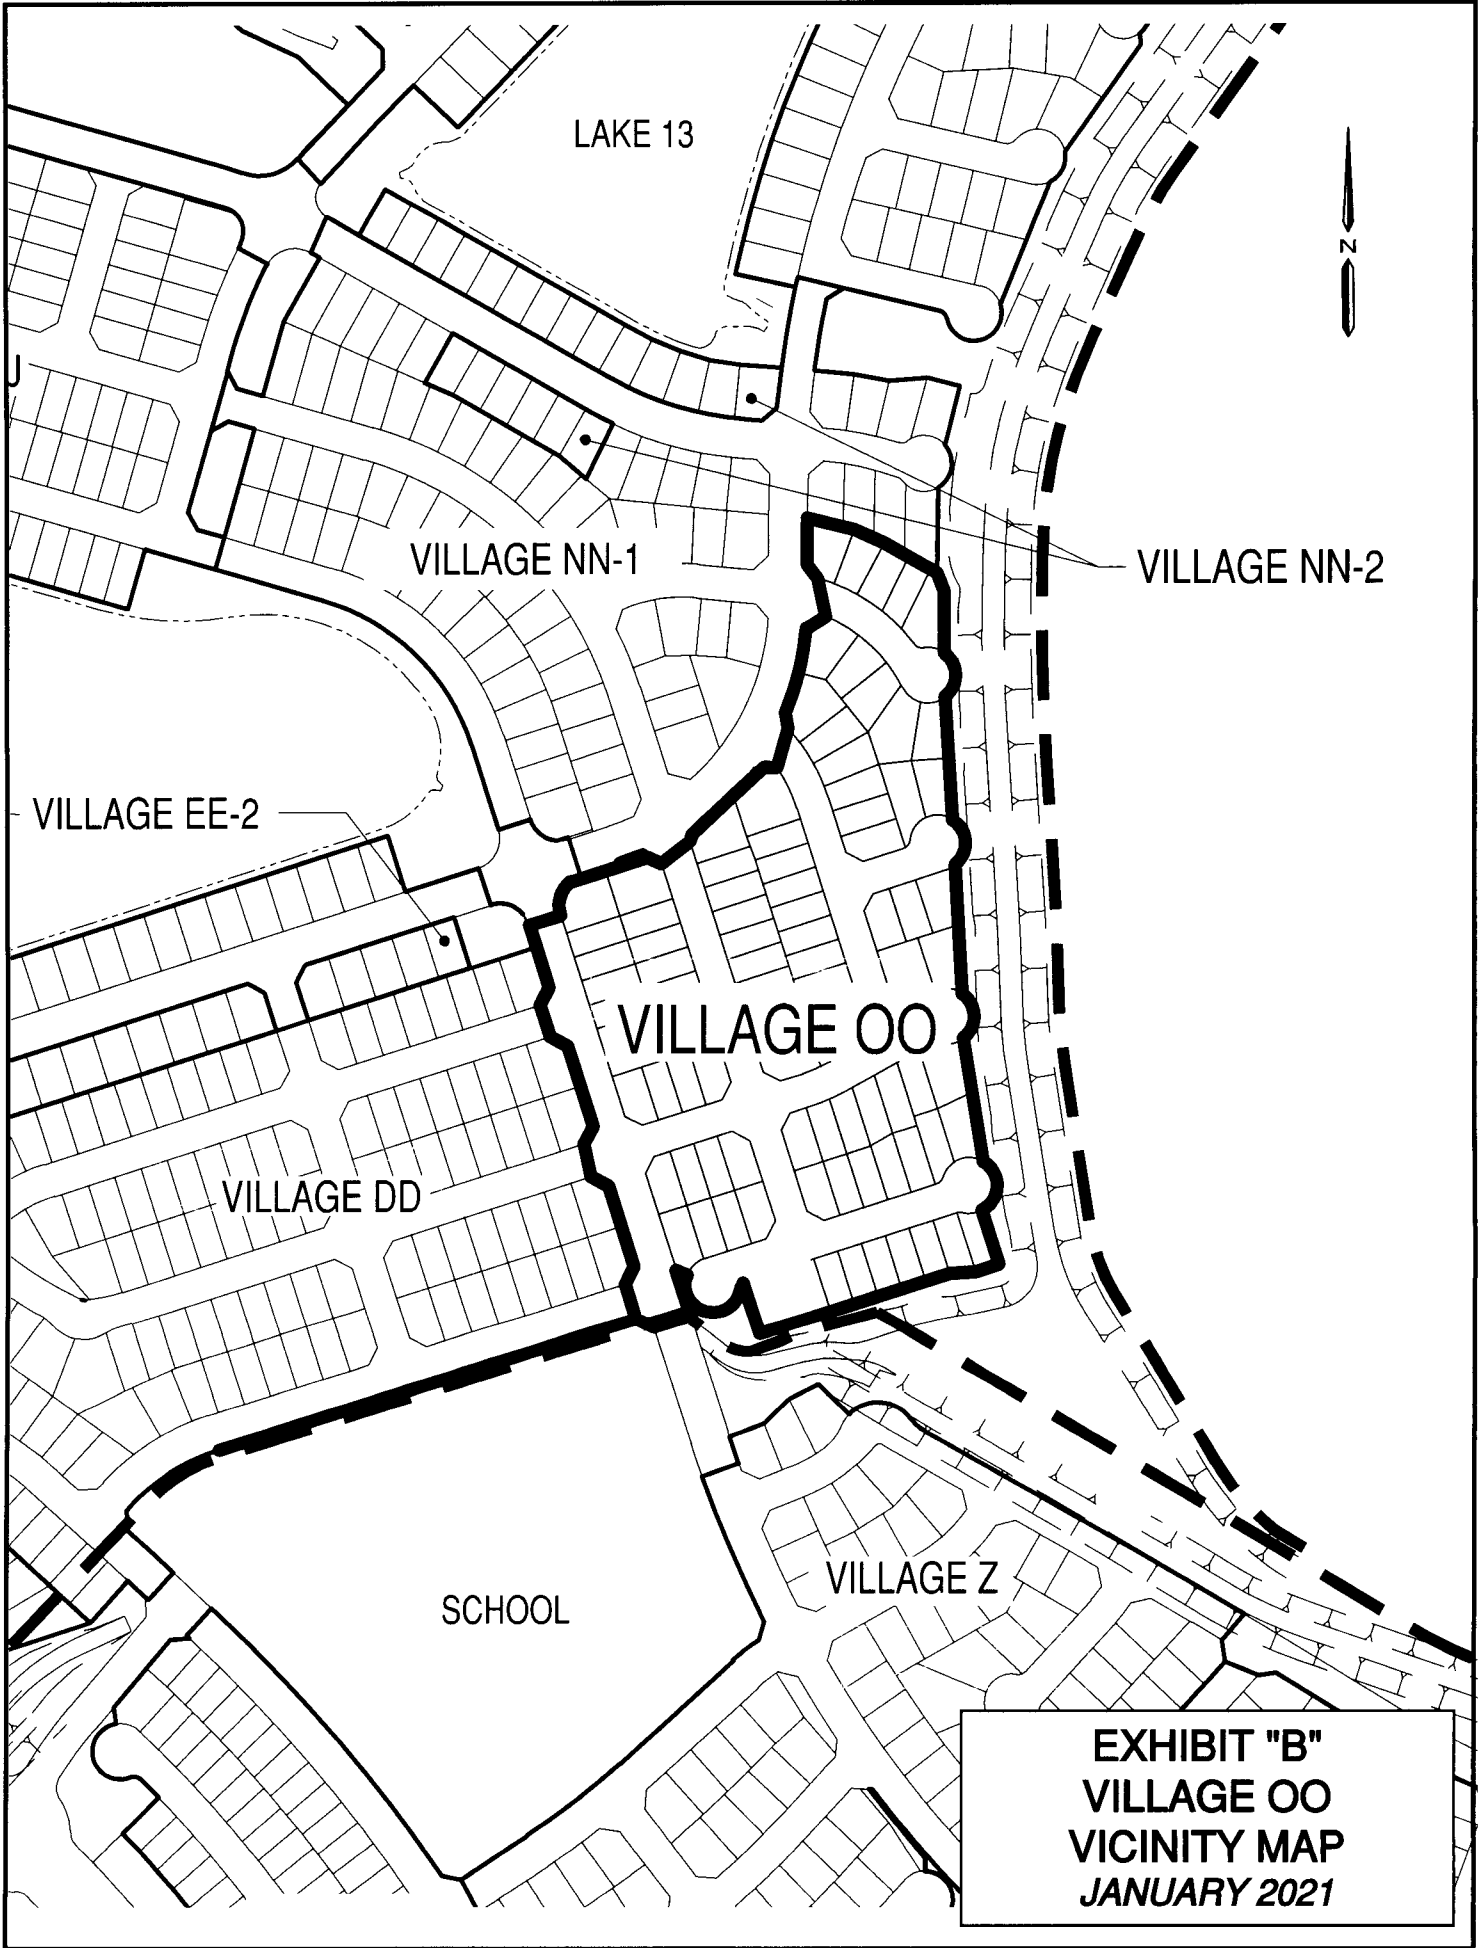 LAKE 13
N
J
VILLAGE NN-1
VILLAGE NN-2
VILLAGE EE-2
VILLAGE OO
VILLAGE DD
VILLAGE Z
SCHOOL
EXHIBIT "B"
VILLAGE OO
VICINITY MAP
JANUARY 2021